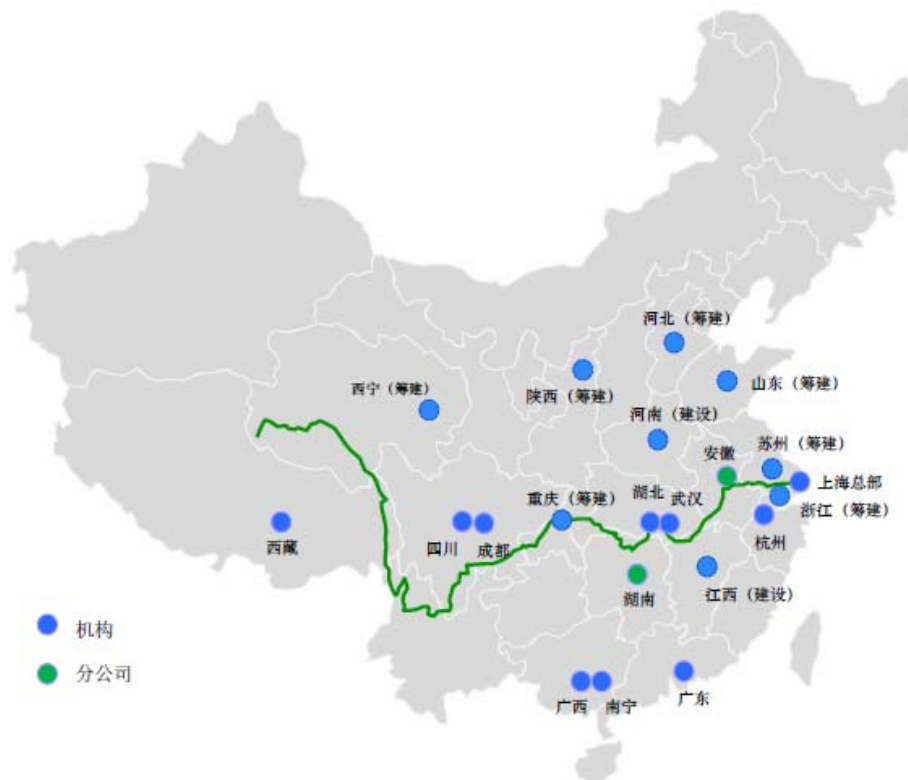 河北（筹建）
西宁（筹建）
陕西（筹建）
山东（筹建）
河南（建设）
安徽
苏州（筹建）
上海总部
重庆（筹建）
湖北
武汉
浙江（筹建）
西藏
四川
成都
杭州
湖南
江西（建设）
机构
分公司
广西
南宁
广东